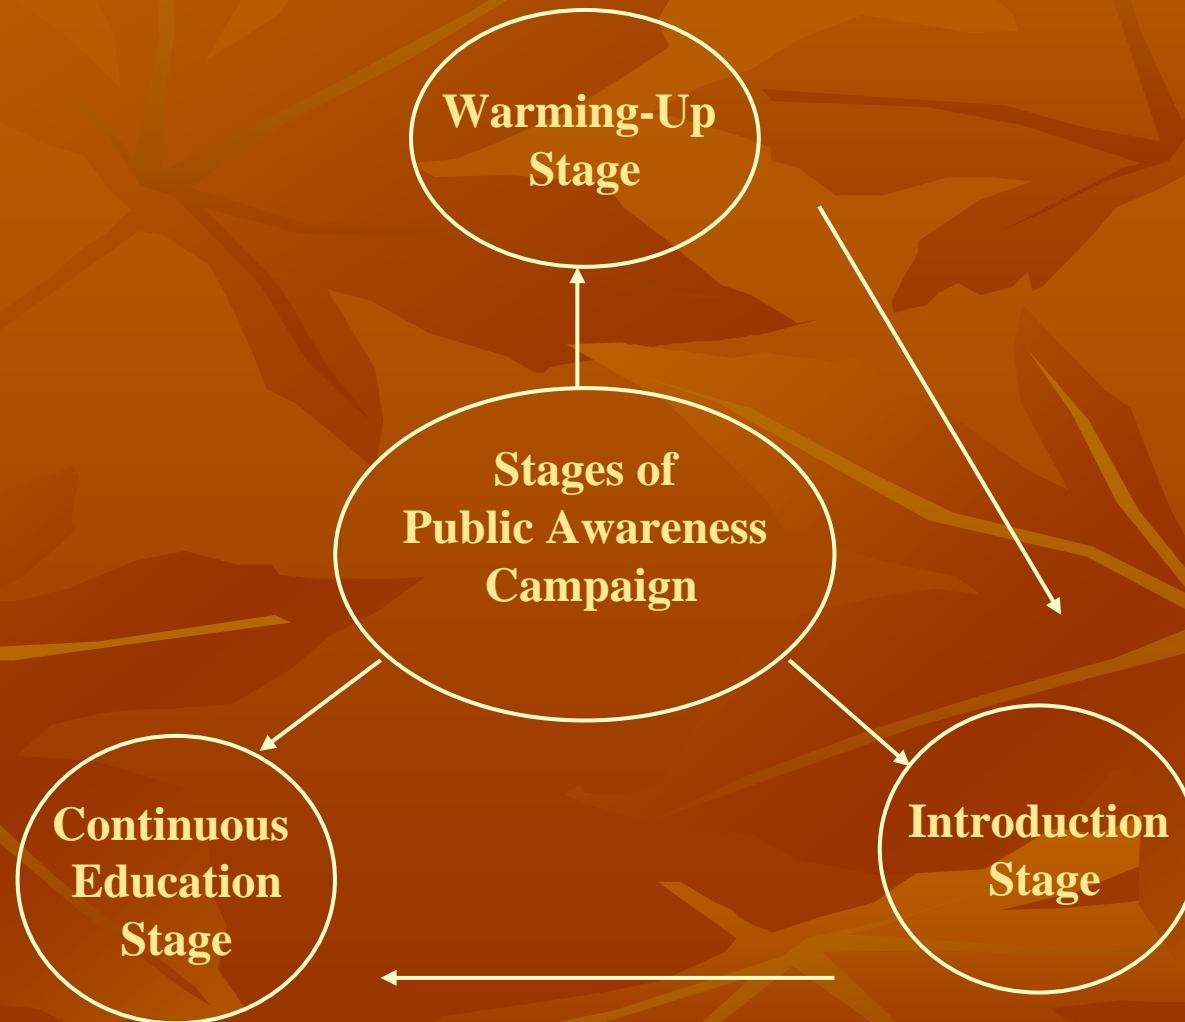 Warming-Up
Stage
Stages of
Public Awareness
Campaign
Continuous
Education
Stage
Introduction
Stage